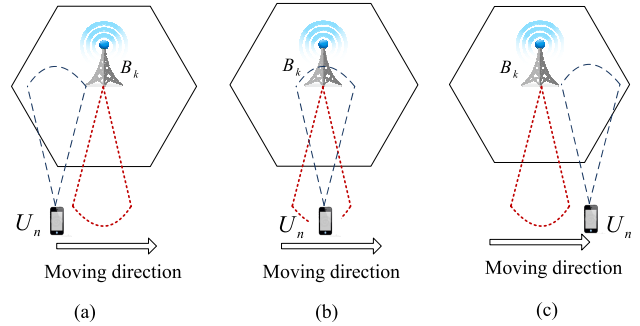 B_k
U_n
Moving direction
(a)
B_k
U_n
Moving direction
(b)
B_k
U_n
Moving direction
(c)